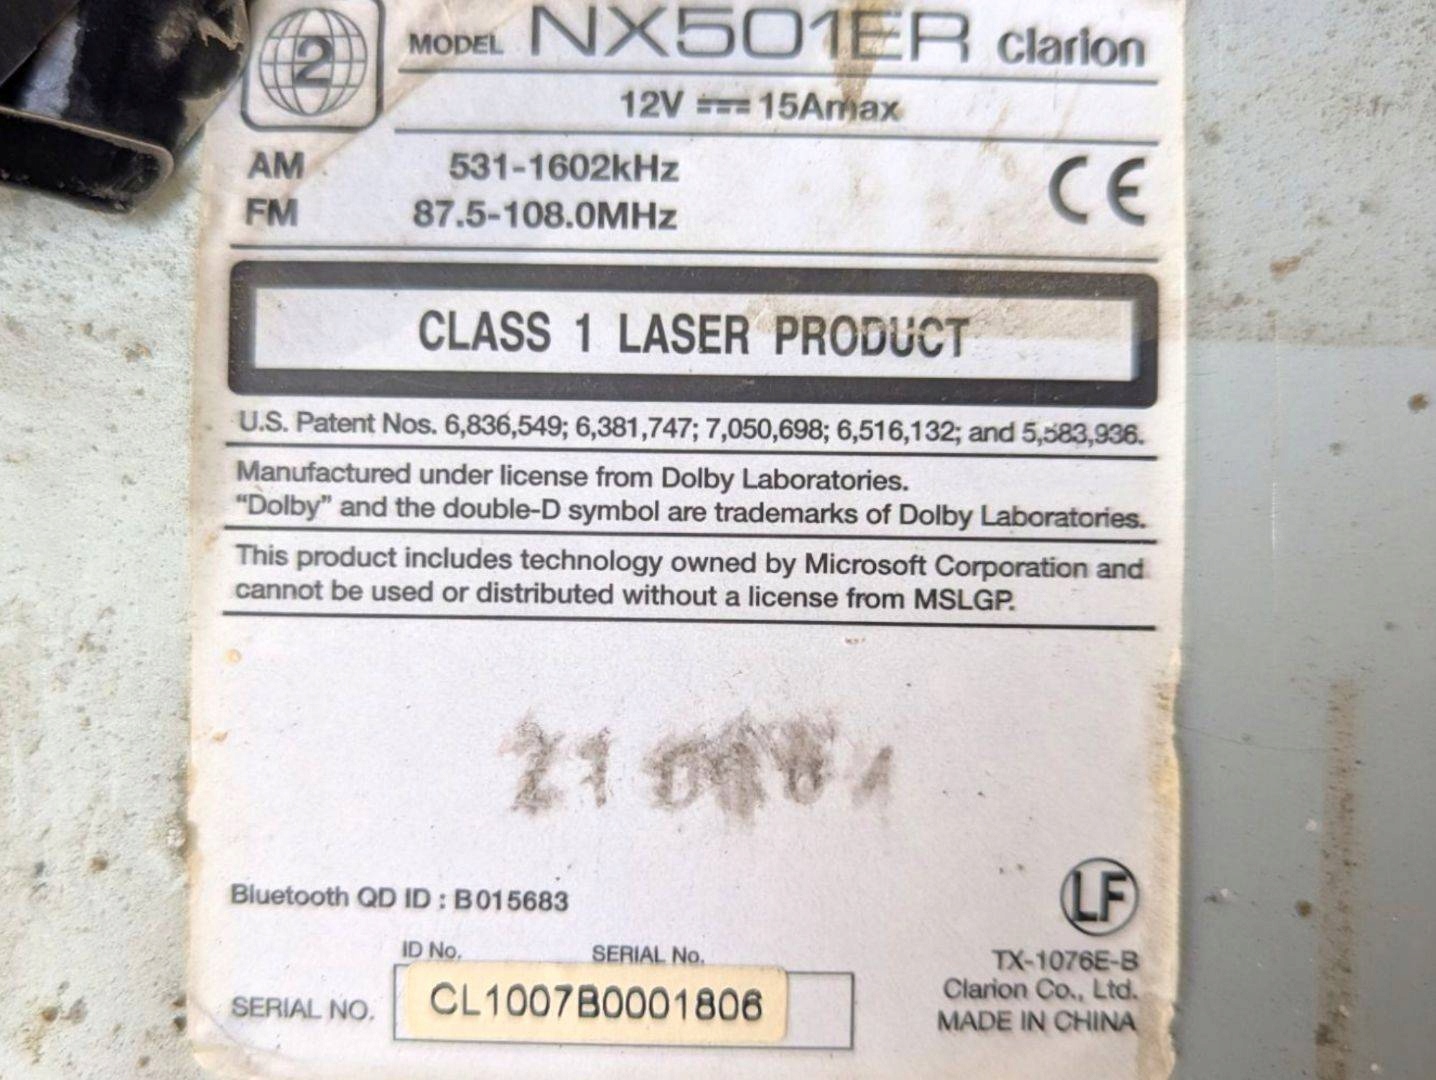 2
MODEL NX501ER Clarion
12V ⎓ 15Amax
AM 531-1602kHz
FM 87.5-108.0MHz
CE
CLASS 1 LASER PRODUCT
U.S. Patent Nos. 6,836,549; 6,381,747; 7,050,698; 6,516,132; and 5,583,936.
Manufactured under license from Dolby Laboratories.
“Dolby” and the double-D symbol are trademarks of Dolby Laboratories.
This product includes technology owned by Microsoft Corporation and
cannot be used or distributed without a license from MSLGP.
Bluetooth QD ID : B015683
LF
ID No. SERIAL No.
SERIAL NO. CL1007B0001806
TX-1076E-B
Clarion Co., Ltd.
MADE IN CHINA